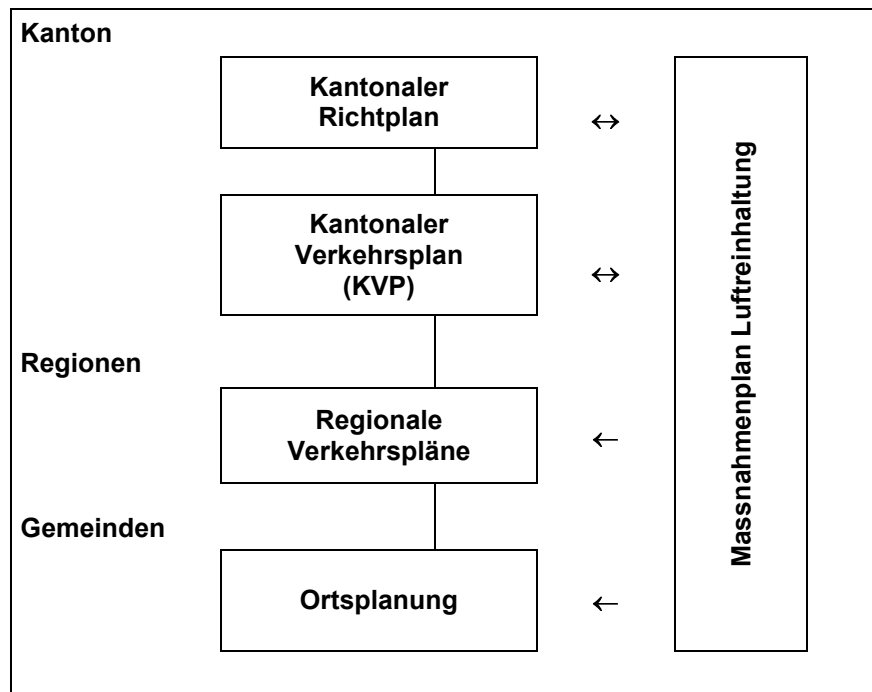 Kanton
Kantonaler
Richtplan
↔
Kantonaler
Verkehrsplan
(KVP)
↔
Regionen
Regionale
Verkehrspläne
←
Gemeinden
Ortsplanung
←
Massnahmenplan Luftreinhaltung